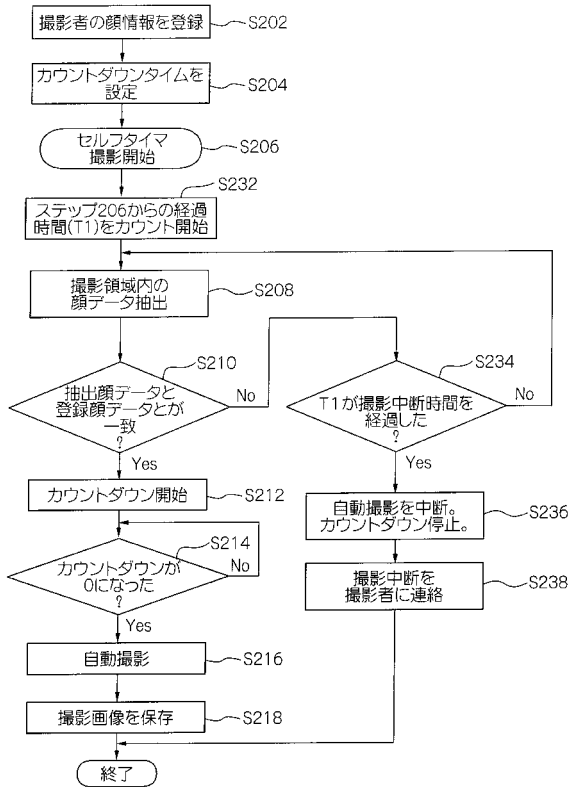 撮影者の顔情報を登録
S202
カウントダウンタイムを
設定
S204
セルフタイマ
撮影開始
S206
S232
ステップ206からの経過
時間(T1)をカウント開始
撮影領域内の
顔データ抽出
S208
S210
抽出顔データと
登録顔データとが
一致
?
No
Yes
S234
T1が撮影中断時間を
経過した
?
No
Yes
カウントダウン開始
S212
S214
カウントダウンが
0になった
?
No
Yes
自動撮影を中断。
カウントダウン停止。
S236
撮影中断を
撮影者に連絡
S238
自動撮影
S216
撮影画像を保存
S218
終了